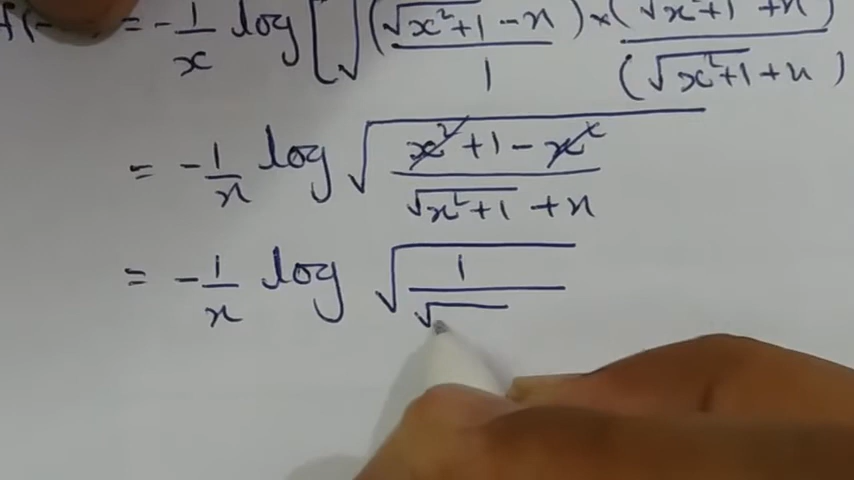 f(- = -1/x log[√(√(x²+1) - x)/1 × (√(x²+1) + x)/(√(x²+1) + x)
= -1/x log √((x² + 1 - x²)/(√(x²+1) + x))
= -1/x log √(1/√